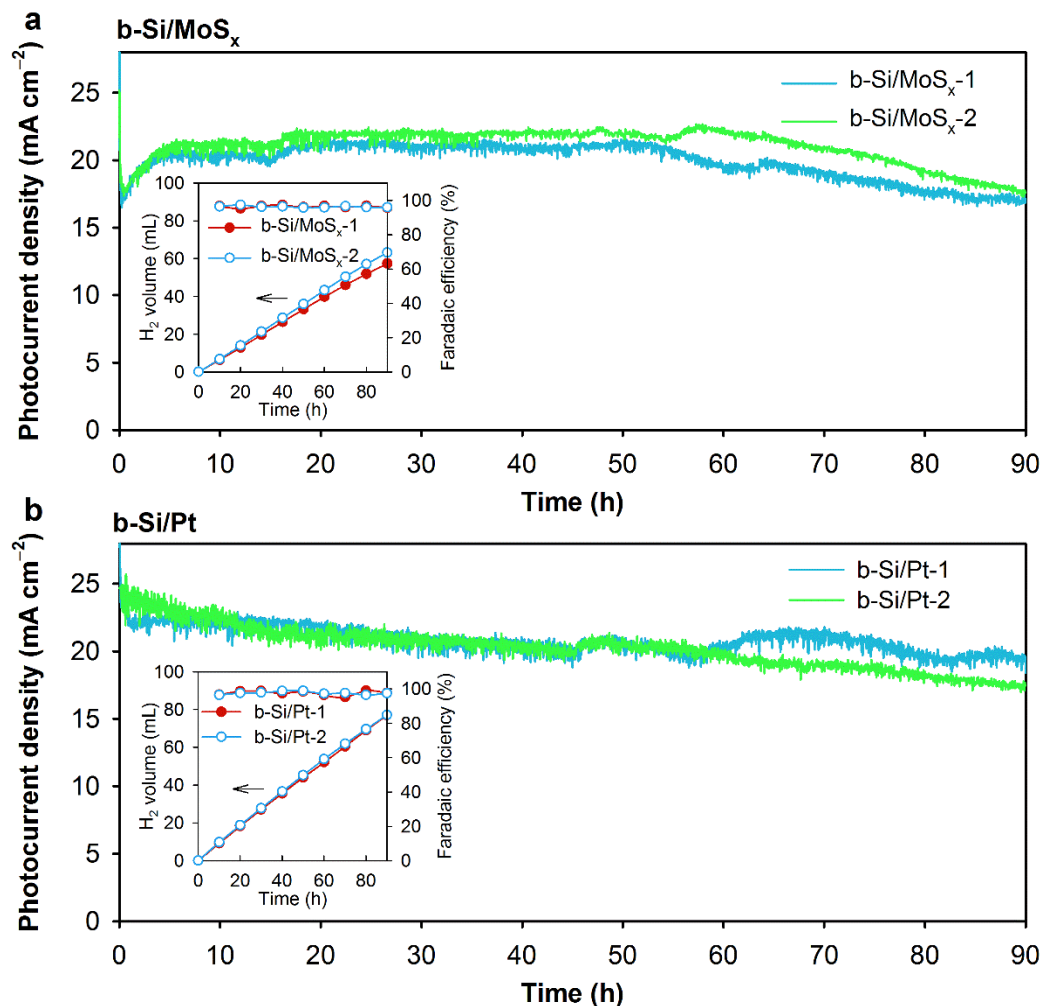 a
b-Si/MoSₓ
Photocurrent density (mA cm⁻²)
25
20
15
10
5
0
b-Si/MoSₓ-1
b-Si/MoSₓ-2
100
80
60
40
20
0
H₂ volume (mL)
b-Si/MoSₓ-1
b-Si/MoSₓ-2
100
80
60
40
20
0
Faradaic efficiency (%)
0 20 40 60 80
Time (h)
0 10 20 30 40 50 60 70 80 90
Time (h)
b
b-Si/Pt
Photocurrent density (mA cm⁻²)
25
20
15
10
5
0
b-Si/Pt-1
b-Si/Pt-2
100
80
60
40
20
0
H₂ volume (mL)
b-Si/Pt-1
b-Si/Pt-2
100
80
60
40
20
0
Faradaic efficiency (%)
0 20 40 60 80
Time (h)
0 10 20 30 40 50 60 70 80 90
Time (h)